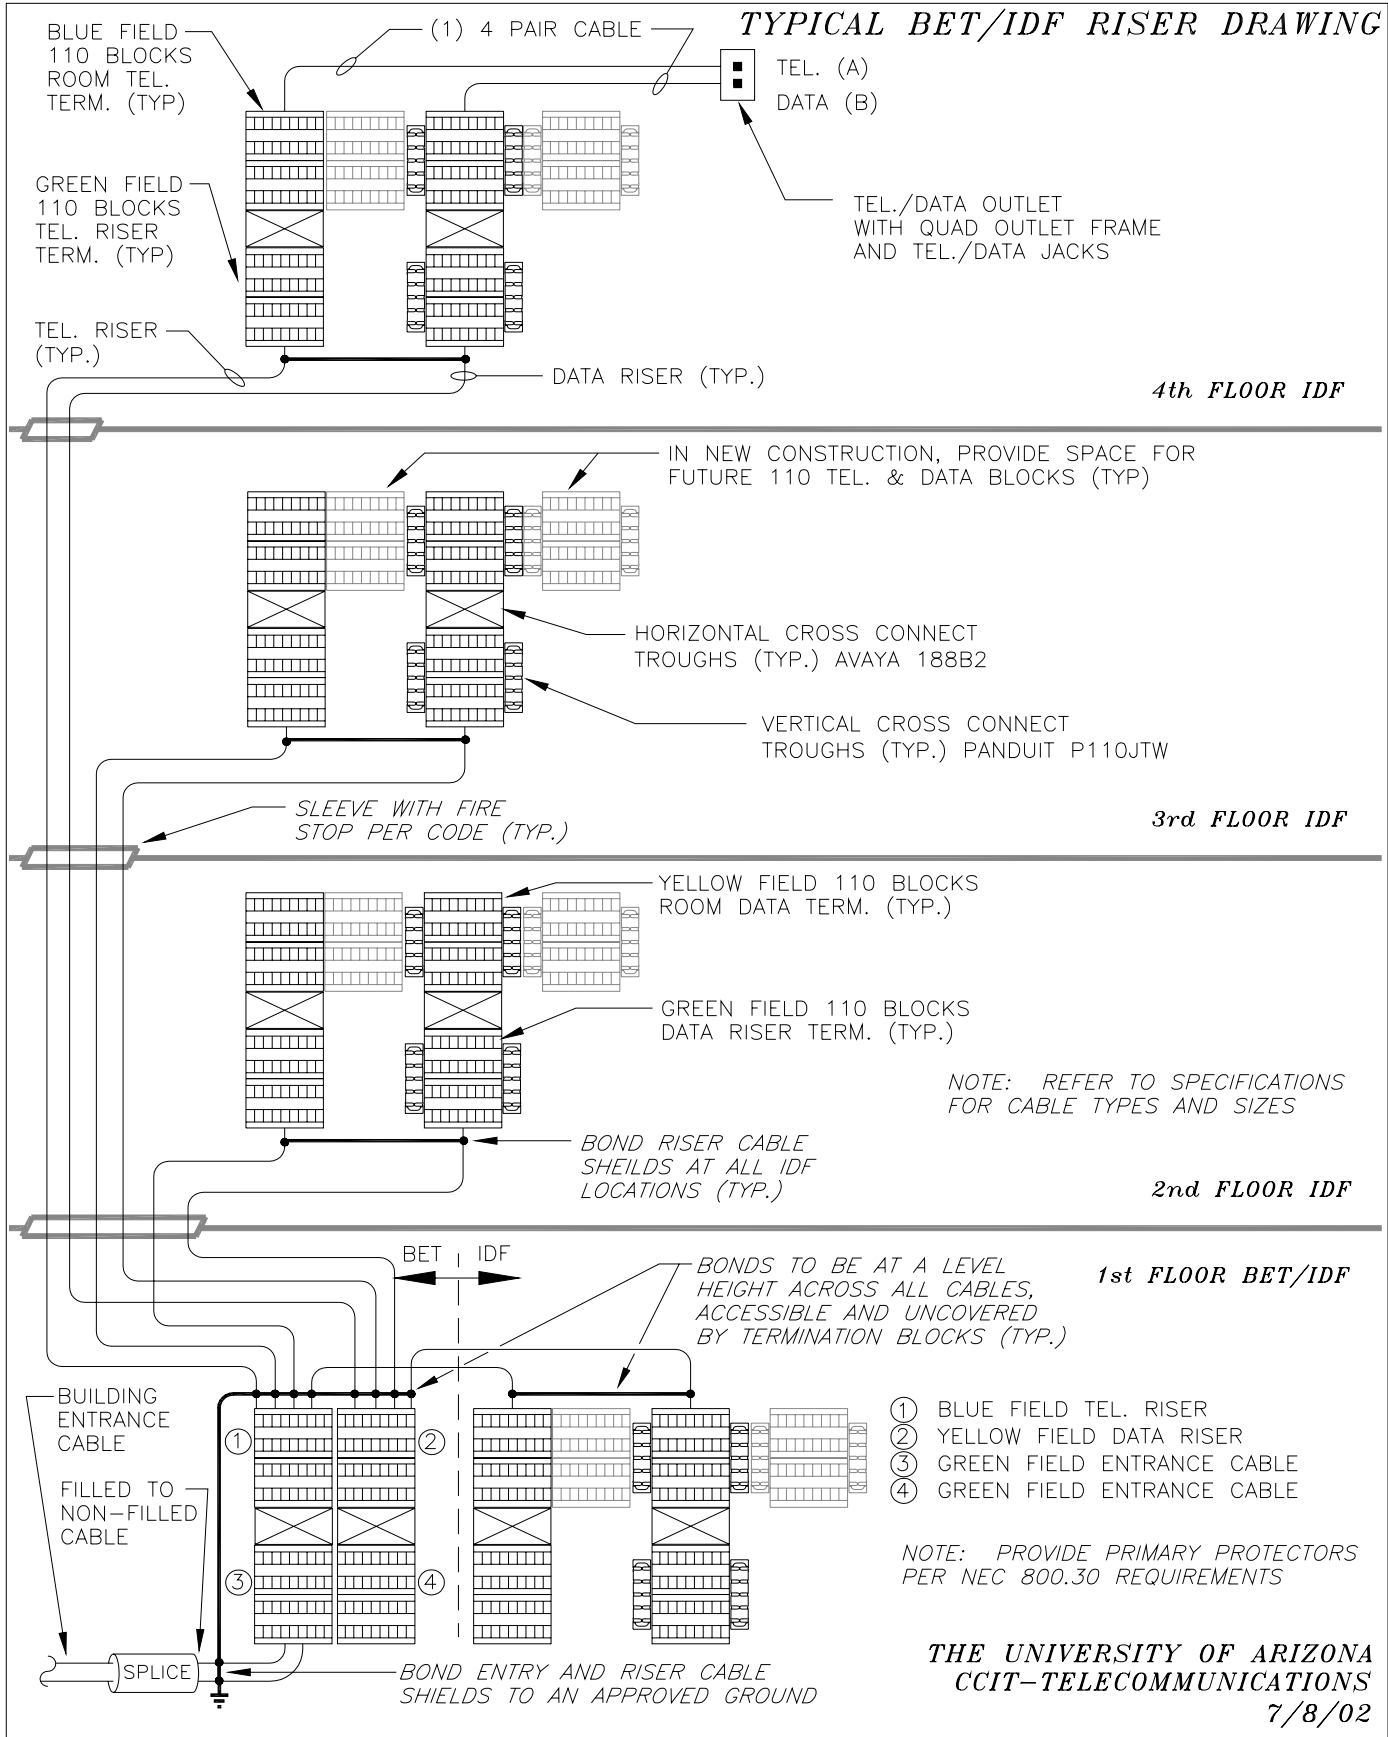 TYPICAL BET/IDF RISER DRAWING
BLUE FIELD
110 BLOCKS
ROOM TEL.
TERM. (TYP)
(1) 4 PAIR CABLE
TEL. (A)
DATA (B)
GREEN FIELD
110 BLOCKS
TEL. RISER
TERM. (TYP)
TEL./DATA OUTLET
WITH QUAD OUTLET FRAME
AND TEL./DATA JACKS
TEL. RISER
(TYP.)
DATA RISER (TYP.)
4th FLOOR IDF
IN NEW CONSTRUCTION, PROVIDE SPACE FOR
FUTURE 110 TEL. & DATA BLOCKS (TYP)
HORIZONTAL CROSS CONNECT
TROUGHS (TYP.) AVAYA 188B2
VERTICAL CROSS CONNECT
TROUGHS (TYP.) PANDUIT P110JTW
SLEEVE WITH FIRE
STOP PER CODE (TYP.)
3rd FLOOR IDF
YELLOW FIELD 110 BLOCKS
ROOM DATA TERM. (TYP.)
GREEN FIELD 110 BLOCKS
DATA RISER TERM. (TYP.)
NOTE: REFER TO SPECIFICATIONS
FOR CABLE TYPES AND SIZES
BOND RISER CABLE
SHEILDS AT ALL IDF
LOCATIONS (TYP.)
2nd FLOOR IDF
BET IDF
BONDS TO BE AT A LEVEL
HEIGHT ACROSS ALL CABLES,
ACCESSIBLE AND UNCOVERED
BY TERMINATION BLOCKS (TYP.)
1st FLOOR BET/IDF
BUILDING
ENTRANCE
CABLE
FILLED TO
NON-FILLED
CABLE
1
2
3
4
1 BLUE FIELD TEL. RISER
2 YELLOW FIELD DATA RISER
3 GREEN FIELD ENTRANCE CABLE
4 GREEN FIELD ENTRANCE CABLE
NOTE: PROVIDE PRIMARY PROTECTORS
PER NEC 800.30 REQUIREMENTS
SPLICE
BOND ENTRY AND RISER CABLE
SHIELDS TO AN APPROVED GROUND
THE UNIVERSITY OF ARIZONA
CCIT-TELECOMMUNICATIONS
7/8/02